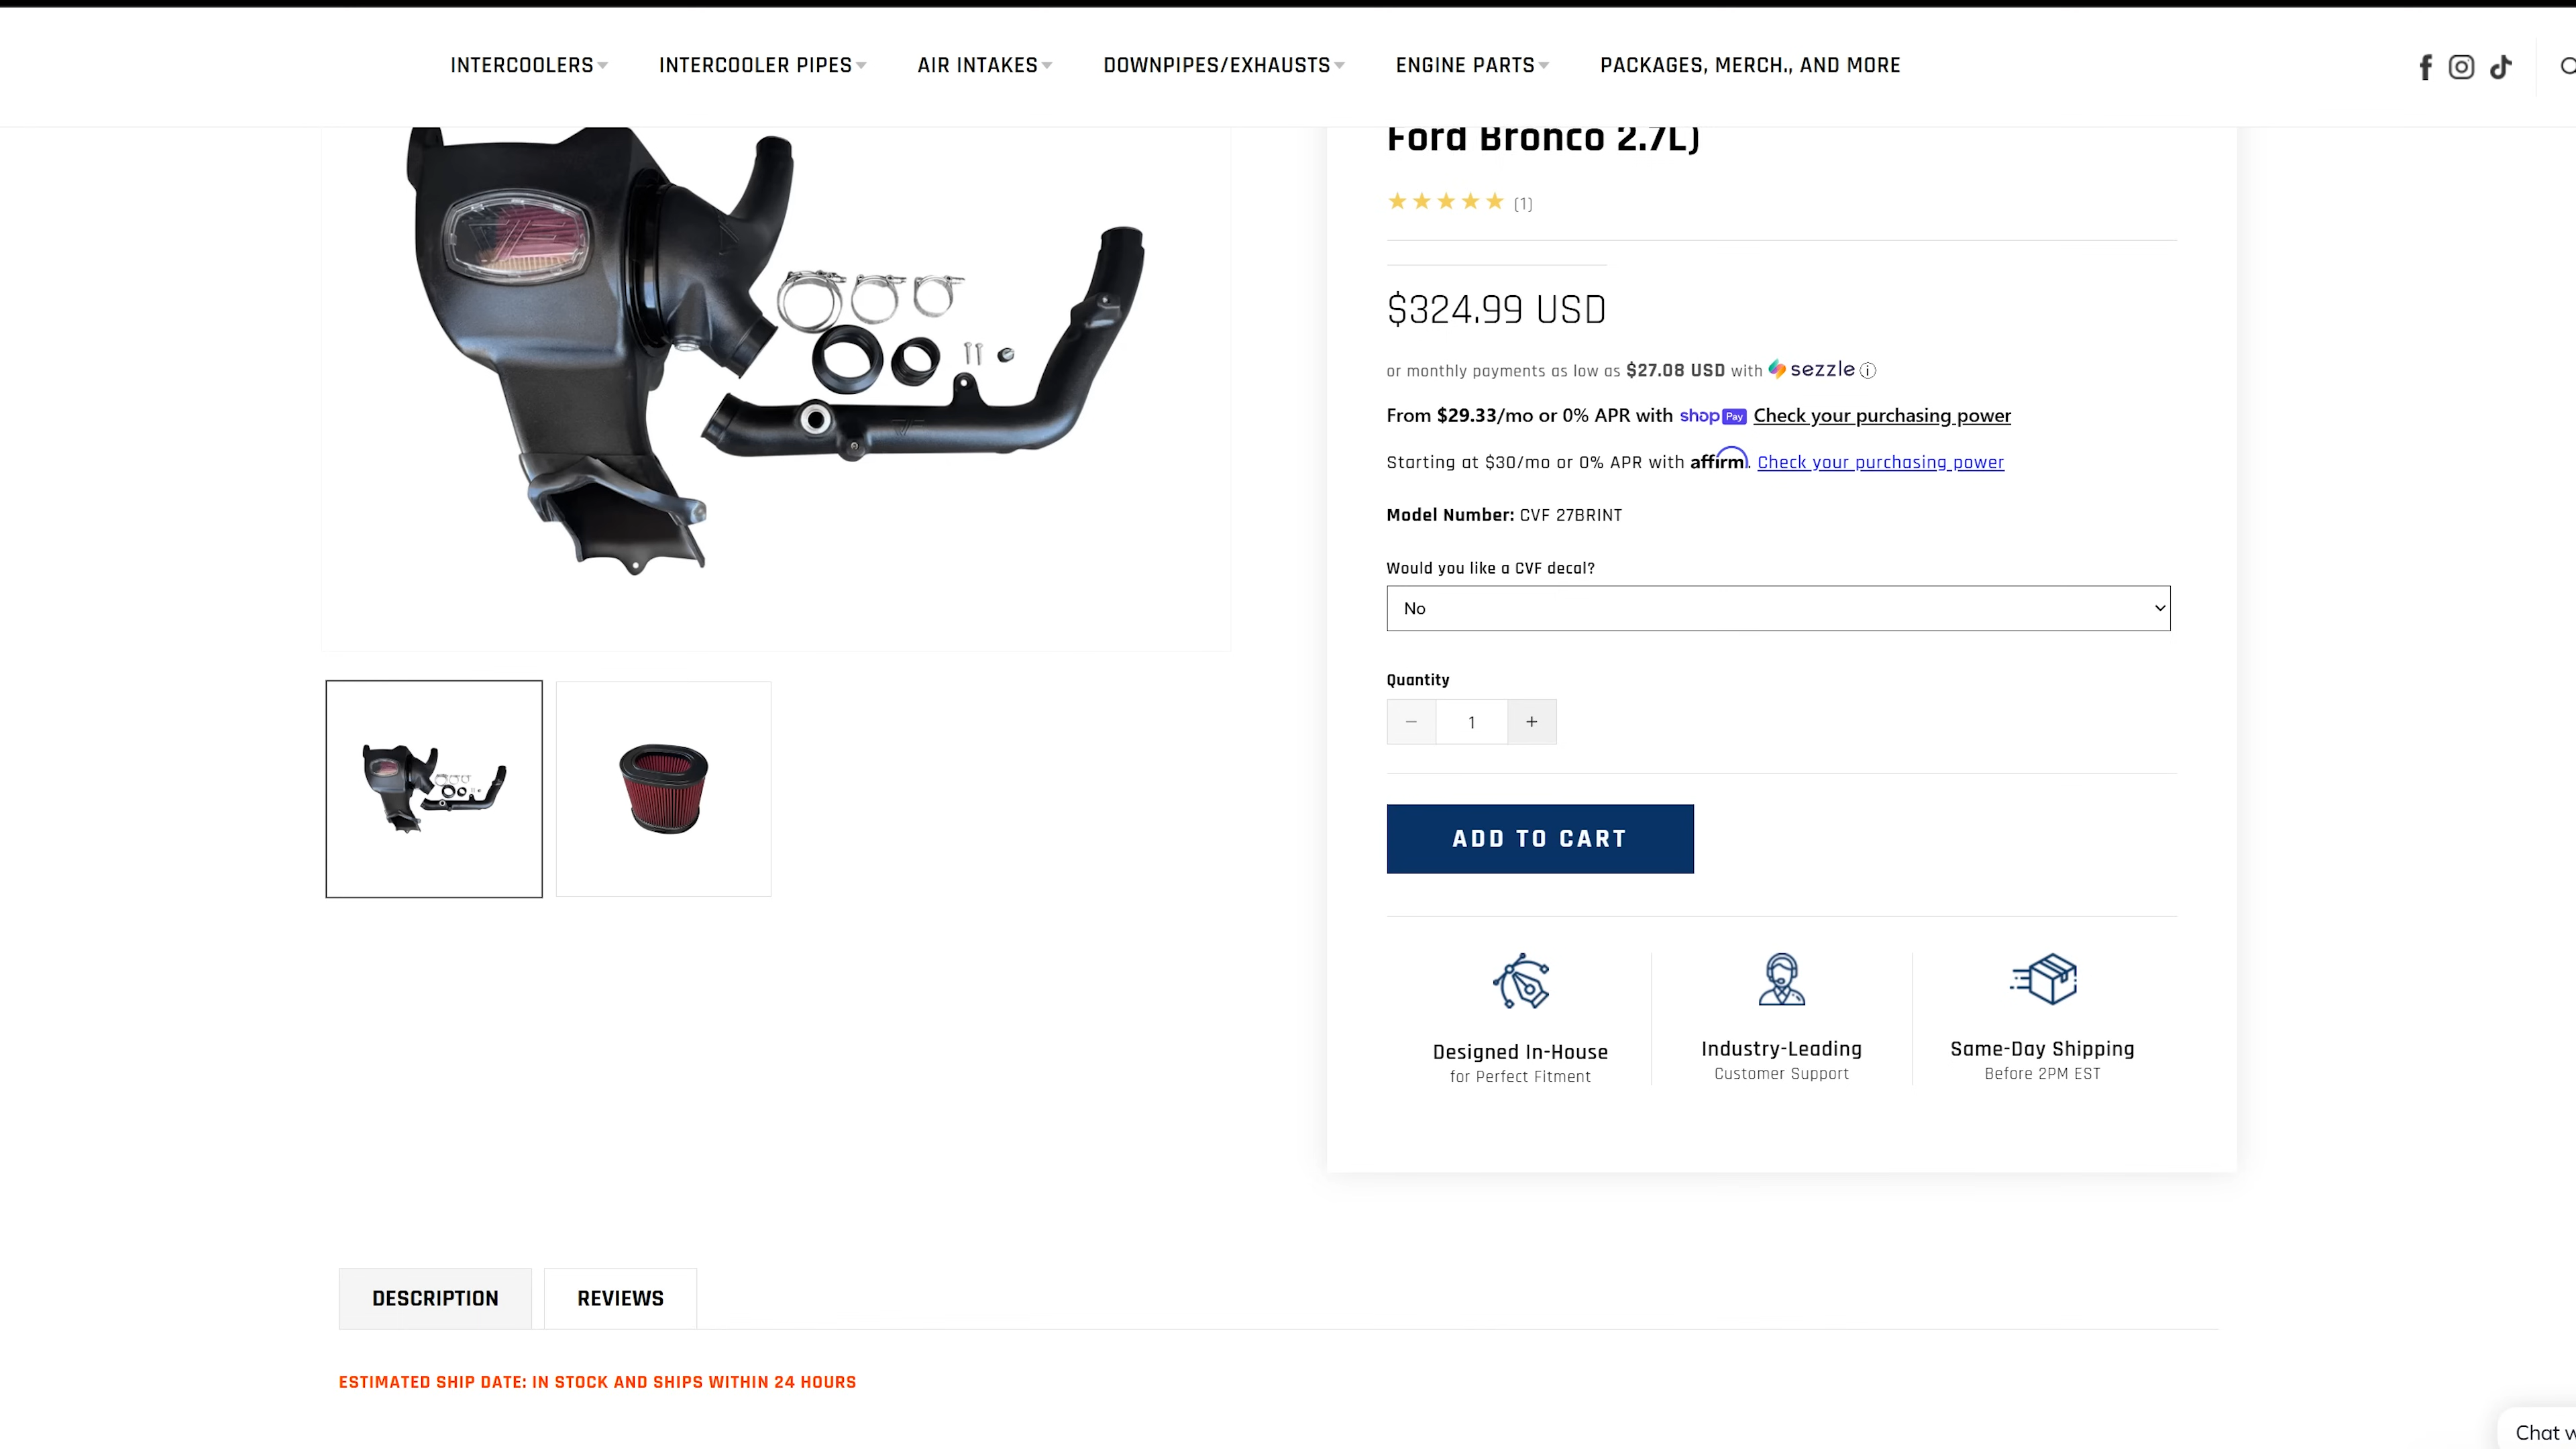 INTERCOOLERS
INTERCOOLER PIPES
AIR INTAKES
DOWNPIPES/EXHAUSTS
ENGINE PARTS
PACKAGES, MERCH., AND MORE
Ford Bronco 2.7L)
(1)
$324.99 USD
or monthly payments as low as $27.08 USD with sezzle
From $29.33/mo or 0% APR with shop Pay Check your purchasing power
Starting at $30/mo or 0% APR with affirm. Check your purchasing power
Model Number: CVF 27BRINT
Would you like a CVF decal?
No
Quantity
− 1 +
ADD TO CART
Designed In-House
for Perfect Fitment
Industry-Leading
Customer Support
Same-Day Shipping
Before 2PM EST
DESCRIPTION
REVIEWS
ESTIMATED SHIP DATE: IN STOCK AND SHIPS WITHIN 24 HOURS
Chat